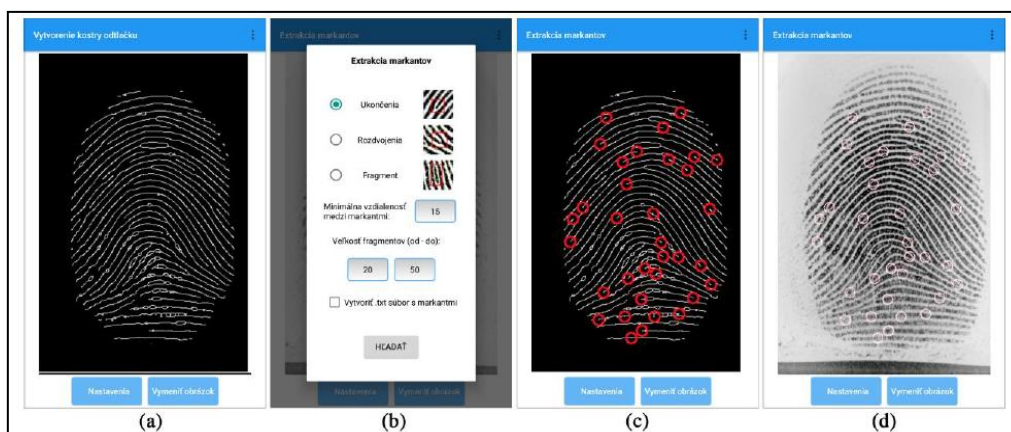 Vytvorenie kostry odtlačku
Extrakcia markantov
Extrakcia markantov
Extrakcia markantov
Extrakcia markantov
Ukončenia
Rozdvojenia
Fragment
Minimálna vzdialenosť
medzi markantmi:
15
Veľkosť fragmentov (od - do):
20
50
Vytvoriť .txt súbor s markantmi
HĽADAŤ
Nastavenia
Vymeniť obrázok
Nastavenia
Vymeniť obrázok
Nastavenia
Vymeniť obrázok
Nastavenia
Vymeniť obrázok
(a)
(b)
(c)
(d)